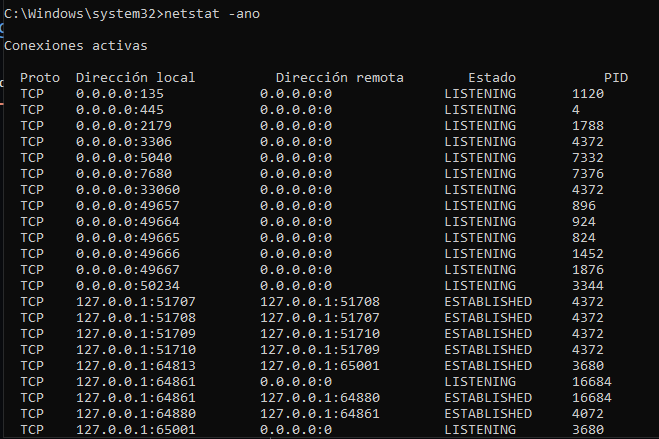 C:\Windows\system32>netstat -ano
Conexiones activas
Proto Dirección local Dirección remota Estado PID
TCP 0.0.0.0:135 0.0.0.0:0 LISTENING 1120
TCP 0.0.0.0:445 0.0.0.0:0 LISTENING 4
TCP 0.0.0.0:2179 0.0.0.0:0 LISTENING 1788
TCP 0.0.0.0:3306 0.0.0.0:0 LISTENING 4372
TCP 0.0.0.0:5040 0.0.0.0:0 LISTENING 7332
TCP 0.0.0.0:7680 0.0.0.0:0 LISTENING 7376
TCP 0.0.0.0:33060 0.0.0.0:0 LISTENING 4372
TCP 0.0.0.0:49657 0.0.0.0:0 LISTENING 896
TCP 0.0.0.0:49664 0.0.0.0:0 LISTENING 924
TCP 0.0.0.0:49665 0.0.0.0:0 LISTENING 824
TCP 0.0.0.0:49666 0.0.0.0:0 LISTENING 1452
TCP 0.0.0.0:49667 0.0.0.0:0 LISTENING 1876
TCP 0.0.0.0:50234 0.0.0.0:0 LISTENING 3344
TCP 127.0.0.1:51707 127.0.0.1:51708 ESTABLISHED 4372
TCP 127.0.0.1:51708 127.0.0.1:51707 ESTABLISHED 4372
TCP 127.0.0.1:51709 127.0.0.1:51710 ESTABLISHED 4372
TCP 127.0.0.1:51710 127.0.0.1:51709 ESTABLISHED 4372
TCP 127.0.0.1:64813 127.0.0.1:65001 ESTABLISHED 3680
TCP 127.0.0.1:64861 0.0.0.0:0 LISTENING 16684
TCP 127.0.0.1:64861 127.0.0.1:64880 ESTABLISHED 16684
TCP 127.0.0.1:64880 127.0.0.1:64861 ESTABLISHED 4072
TCP 127.0.0.1:65001 0.0.0.0:0 LISTENING 3680